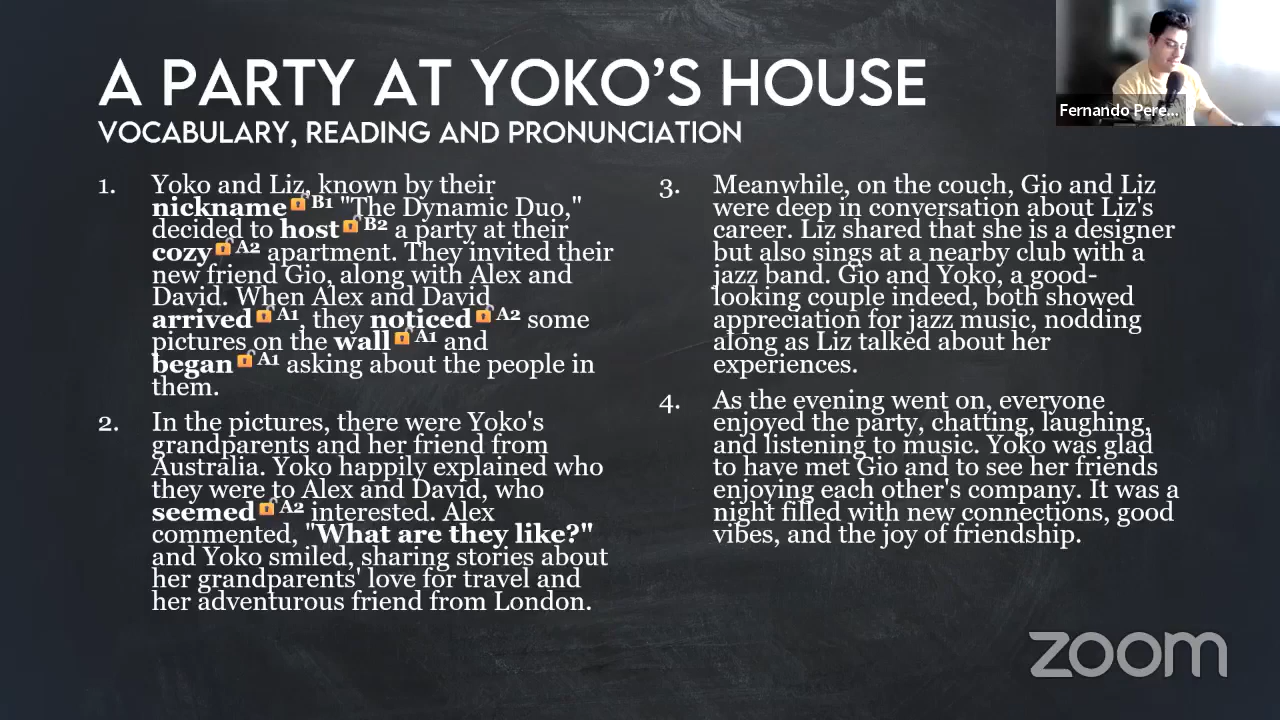 A PARTY AT YOKO'S HOUSE
VOCABULARY, READING AND PRONUNCIATION
Fernando Pere...
1. Yoko and Liz, known by their
nickname B1 "The Dynamic Duo,"
decided to host B2 a party at their
cozy A2 apartment. They invited their
new friend Gio, along with Alex and
David. When Alex and David
arrived A1, they noticed A2 some
pictures on the wall A1 and
began A1 asking about the people in
them.
2. In the pictures, there were Yoko's
grandparents and her friend from
Australia. Yoko happily explained who
they were to Alex and David, who
seemed A2 interested. Alex
commented, "What are they like?"
and Yoko smiled, sharing stories about
her grandparents' love for travel and
her adventurous friend from London.
3. Meanwhile, on the couch, Gio and Liz
were deep in conversation about Liz's
career. Liz shared that she is a designer
but also sings at a nearby club with a
jazz band. Gio and Yoko, a good-
looking couple indeed, both showed
appreciation for jazz music, nodding
along as Liz talked about her
experiences.
4. As the evening went on, everyone
enjoyed the party, chatting, laughing,
and listening to music. Yoko was glad
to have met Gio and to see her friends
enjoying each other's company. It was a
night filled with new connections, good
vibes, and the joy of friendship.
zoom